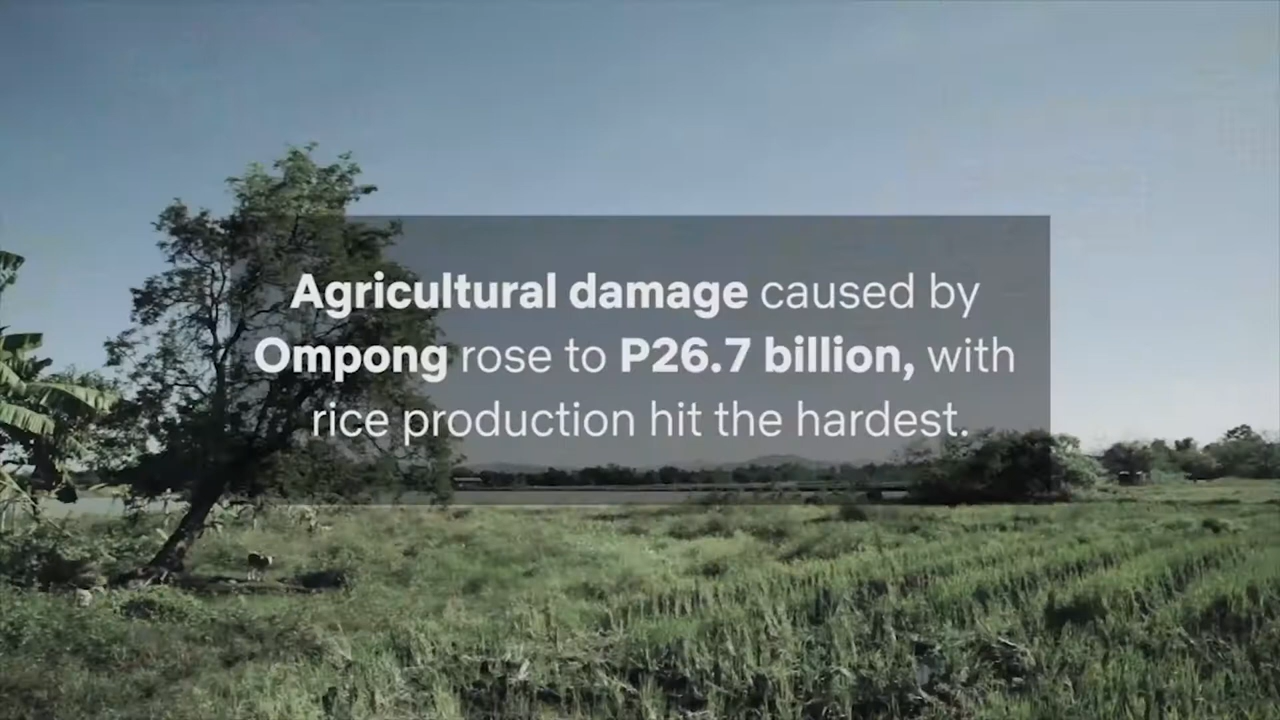 Agricultural damage caused by
Ompong rose to P26.7 billion, with
rice production hit the hardest.